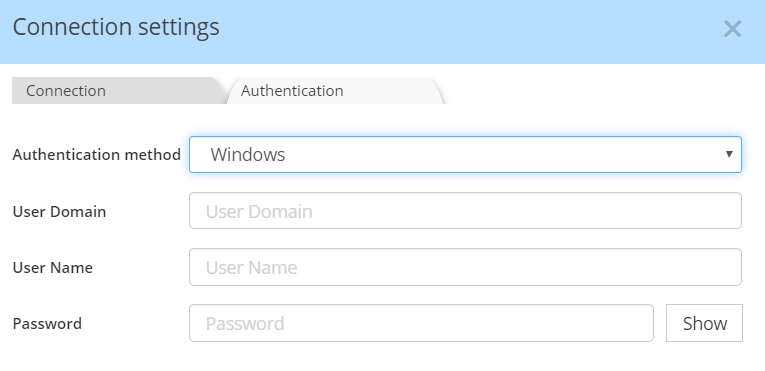 Connection settings
Connection Authentication
Authentication method Windows
User Domain User Domain
User Name User Name
Password Password Show